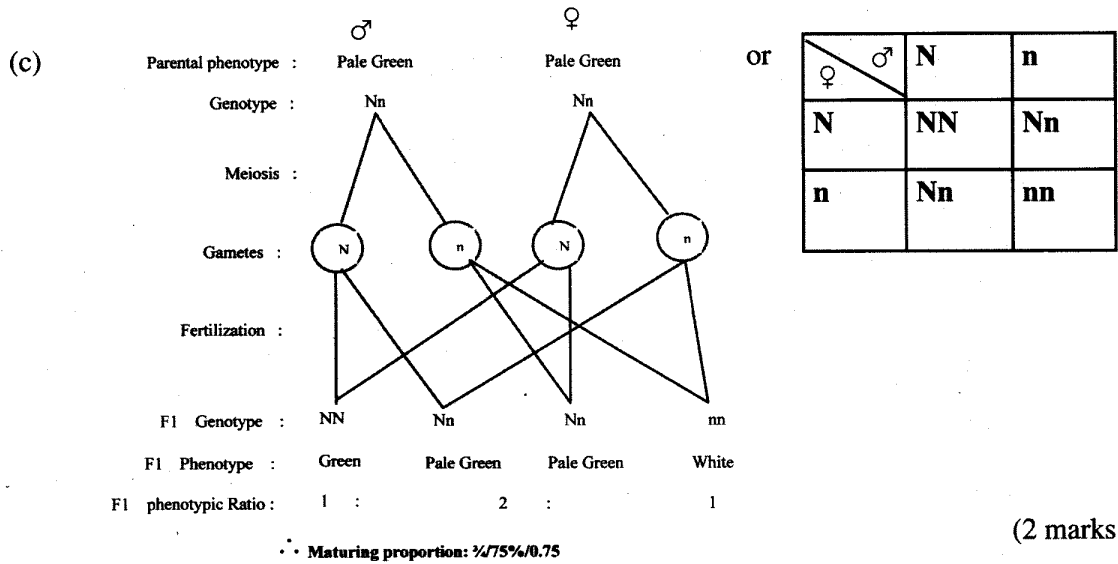 ♂ ♀
(c) Parental phenotype : Pale Green Pale Green or
Genotype : Nn Nn
Meiosis :
Gametes : N n N n
Fertilization :
F1 Genotype : NN Nn Nn nn
F1 Phenotype : Green Pale Green Pale Green White
F1 phenotypic Ratio : 1 : 2 : 1
∴ Maturing proportion: ¾/75%/0.75
♀ ♂ N n
N NN Nn
n Nn nn
(2 marks